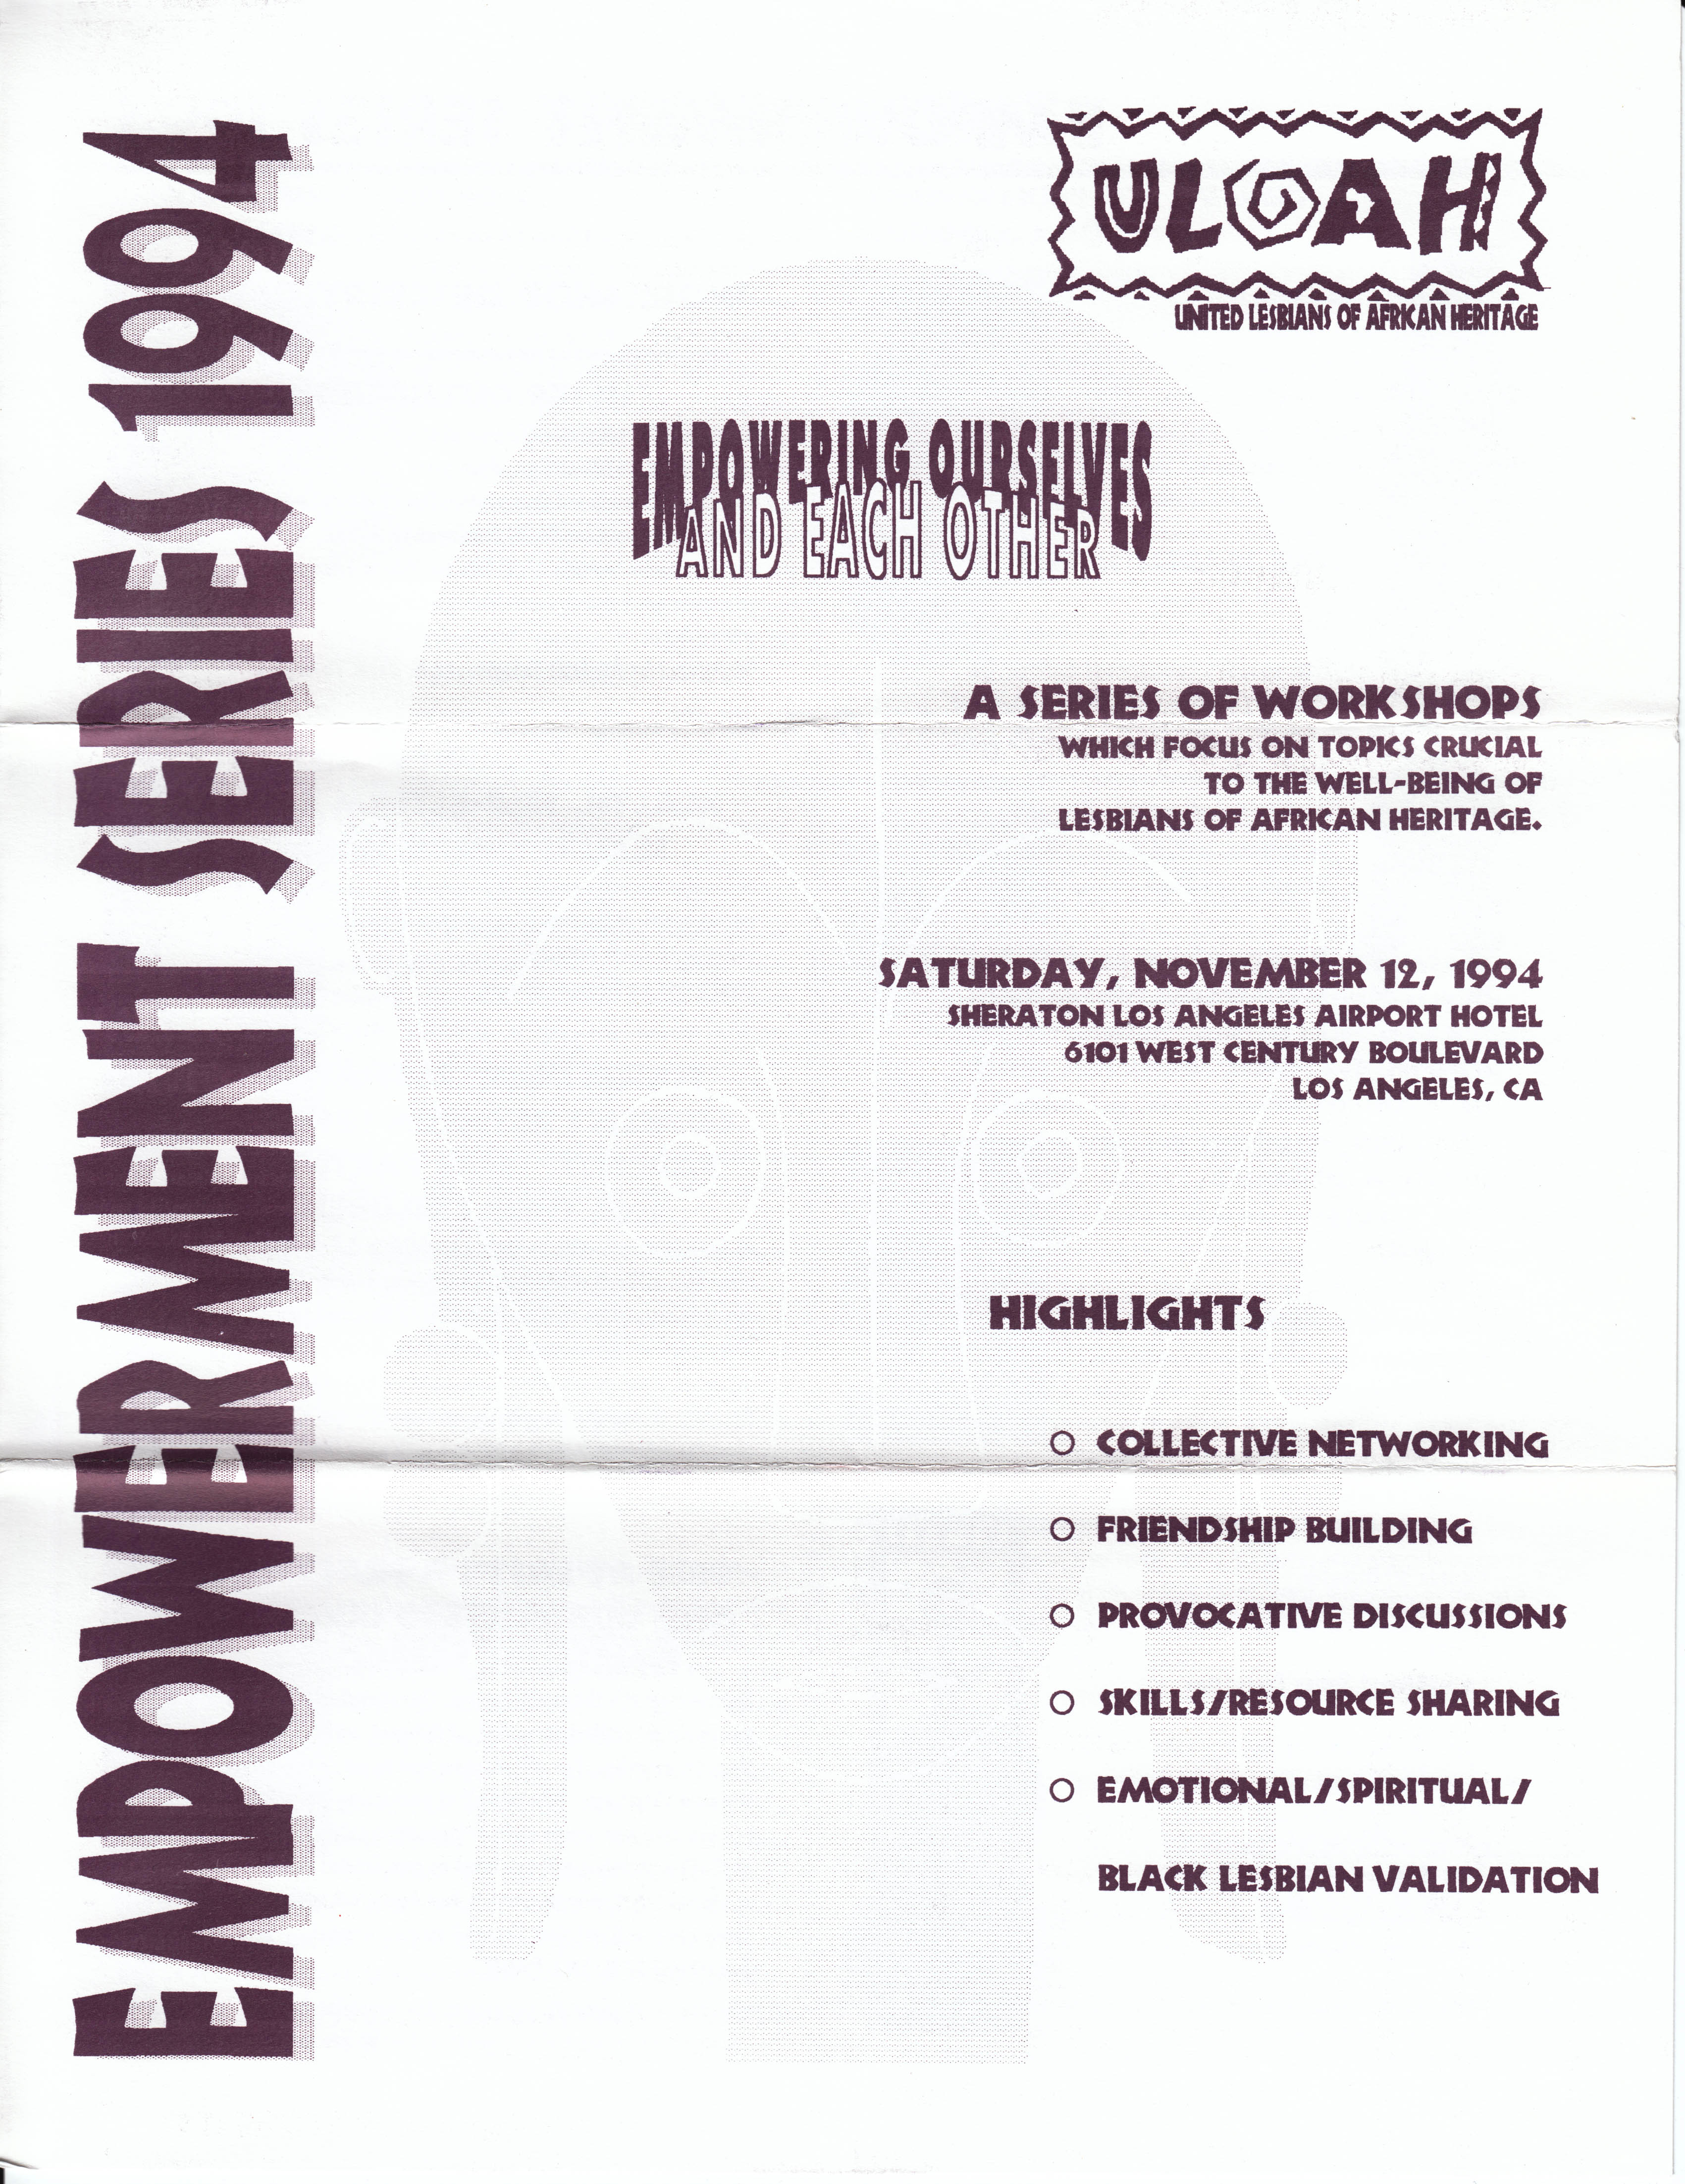 EMPOWERMENT SERIES 1994
ULOAH
UNITED LESBIANS OF AFRICAN HERITAGE
EMPOWERING OURSELVES
AND EACH OTHER
A SERIES OF WORKSHOPS
WHICH FOCUS ON TOPICS CRUCIAL
TO THE WELL-BEING OF
LESBIANS OF AFRICAN HERITAGE.
SATURDAY, NOVEMBER 12, 1994
SHERATON LOS ANGELES AIRPORT HOTEL
6101 WEST CENTURY BOULEVARD
LOS ANGELES, CA
HIGHLIGHTS
O COLLECTIVE NETWORKING
O FRIENDSHIP BUILDING
O PROVOCATIVE DISCUSSIONS
O SKILLS/RESOURCE SHARING
O EMOTIONAL/SPIRITUAL/
BLACK LESBIAN VALIDATION